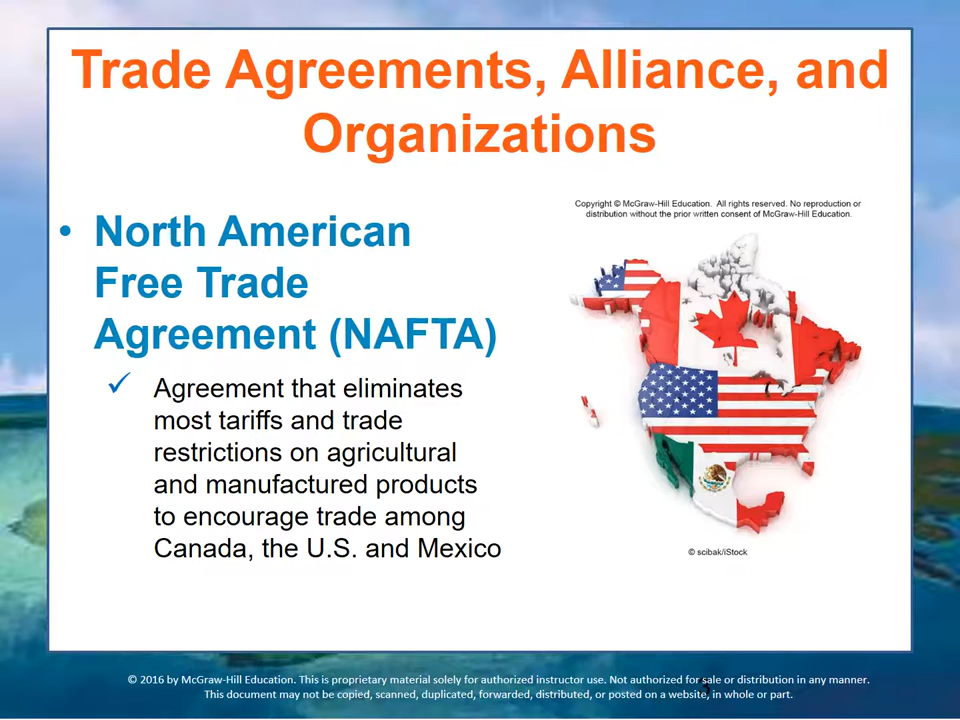 Trade Agreements, Alliance, and
Organizations
• North American
Free Trade
Agreement (NAFTA)
✓ Agreement that eliminates
most tariffs and trade
restrictions on agricultural
and manufactured products
to encourage trade among
Canada, the U.S. and Mexico
Copyright © McGraw-Hill Education. All rights reserved. No reproduction or
distribution without the prior written consent of McGraw-Hill Education.
© scibak/iStock
© 2016 by McGraw-Hill Education. This is proprietary material solely for authorized instructor use. Not authorized for sale or distribution in any manner.
This document may not be copied, scanned, duplicated, forwarded, distributed, or posted on a website, in whole or part.